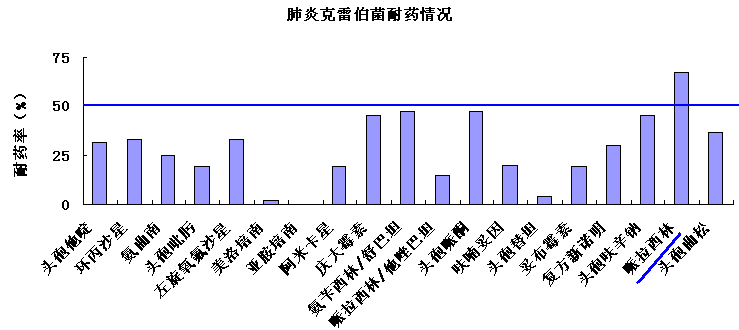 肺炎克雷伯菌耐药情况
耐药率（%）
75
50
25
0
头孢他啶
环丙沙星
氨曲南
头孢吡肟
左旋氧氟沙星
美洛培南
亚胺培南
阿米卡星
庆大霉素
氨苄西林/舒巴坦
哌拉西林/他唑巴坦
头孢哌酮
呋喃妥因
头孢替坦
妥布霉素
复方新诺明
头孢呋辛钠
哌拉西林
头孢曲松